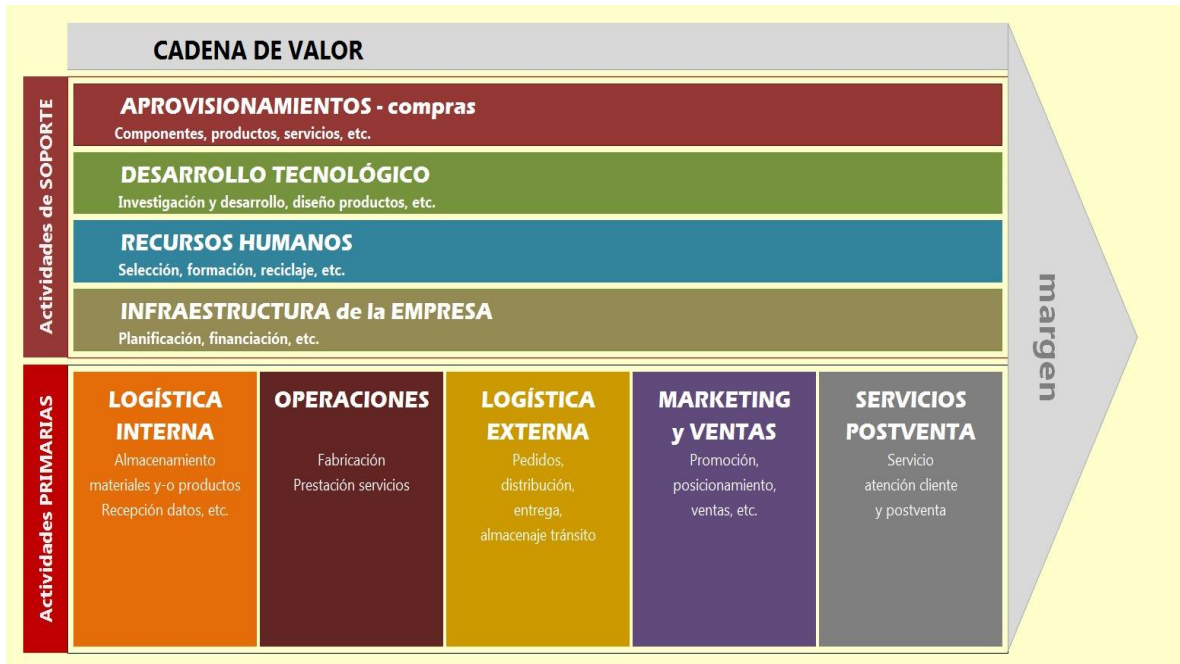 CADENA DE VALOR
Actividades de SOPORTE
APROVISIONAMIENTOS - compras
Componentes, productos, servicios, etc.
DESARROLLO TECNOLÓGICO
Investigación y desarrollo, diseño productos, etc.
RECURSOS HUMANOS
Selección, formación, reciclaje, etc.
INFRAESTRUCTURA de la EMPRESA
Planificación, financiación, etc.
Actividades PRIMARIAS
LOGÍSTICA
INTERNA
Almacenamiento
materiales y-o productos
Recepción datos, etc.
OPERACIONES
Fabricación
Prestación servicios
LOGÍSTICA
EXTERNA
Pedidos,
distribución,
entrega,
almacenaje tránsito
MARKETING
y VENTAS
Promoción,
posicionamiento,
ventas, etc.
SERVICIOS
POSTVENTA
Servicio
atención cliente
y postventa
margen